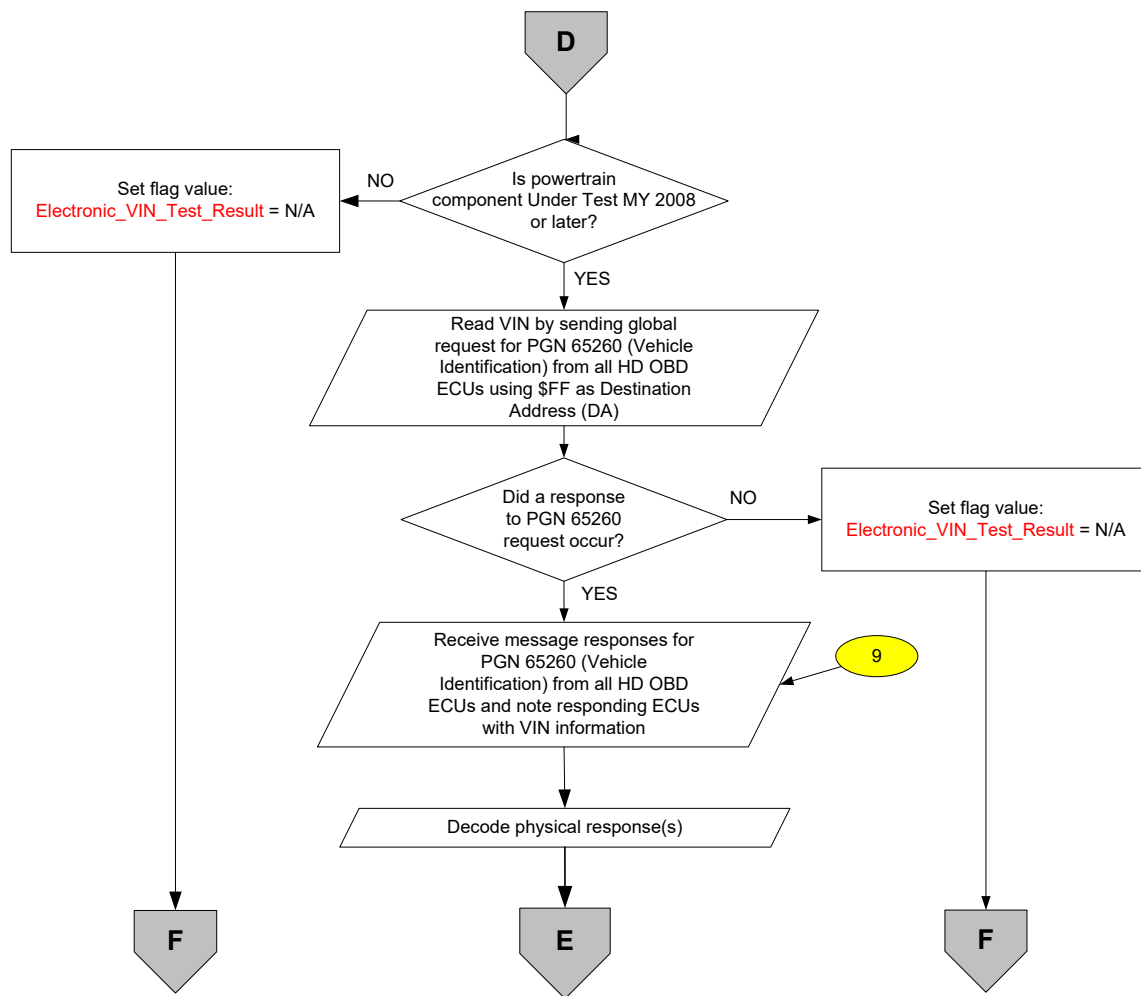 D
Is powertrain
component Under Test MY 2008
or later?
NO
Set flag value:
Electronic_VIN_Test_Result = N/A
YES
Read VIN by sending global
request for PGN 65260 (Vehicle
Identification) from all HD OBD
ECUs using $FF as Destination
Address (DA)
Did a response
to PGN 65260
request occur?
NO
Set flag value:
Electronic_VIN_Test_Result = N/A
YES
Receive message responses for
PGN 65260 (Vehicle
Identification) from all HD OBD
ECUs and note responding ECUs
with VIN information
9
Decode physical response(s)
F
E
F